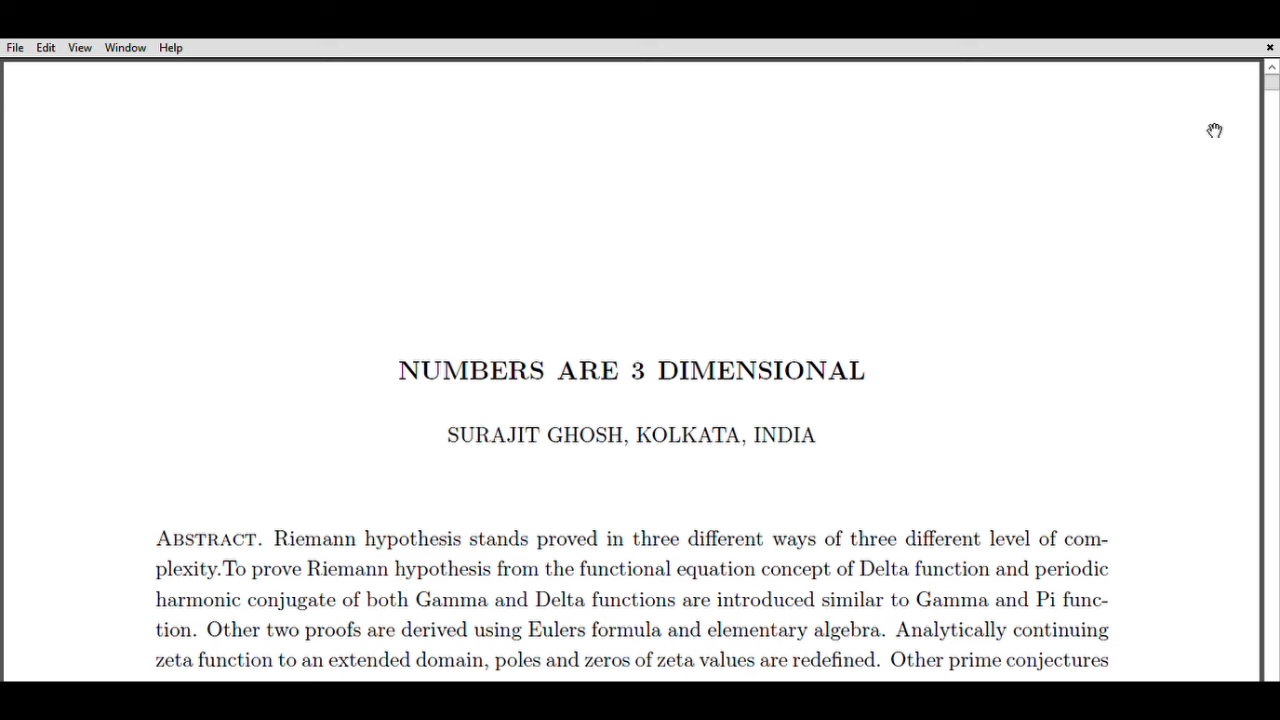 File Edit View Window Help
NUMBERS ARE 3 DIMENSIONAL
SURAJIT GHOSH, KOLKATA, INDIA
ABSTRACT. Riemann hypothesis stands proved in three different ways of three different level of com-
plexity.To prove Riemann hypothesis from the functional equation concept of Delta function and periodic
harmonic conjugate of both Gamma and Delta functions are introduced similar to Gamma and Pi func-
tion. Other two proofs are derived using Eulers formula and elementary algebra. Analytically continuing
zeta function to an extended domain, poles and zeros of zeta values are redefined. Other prime conjectures